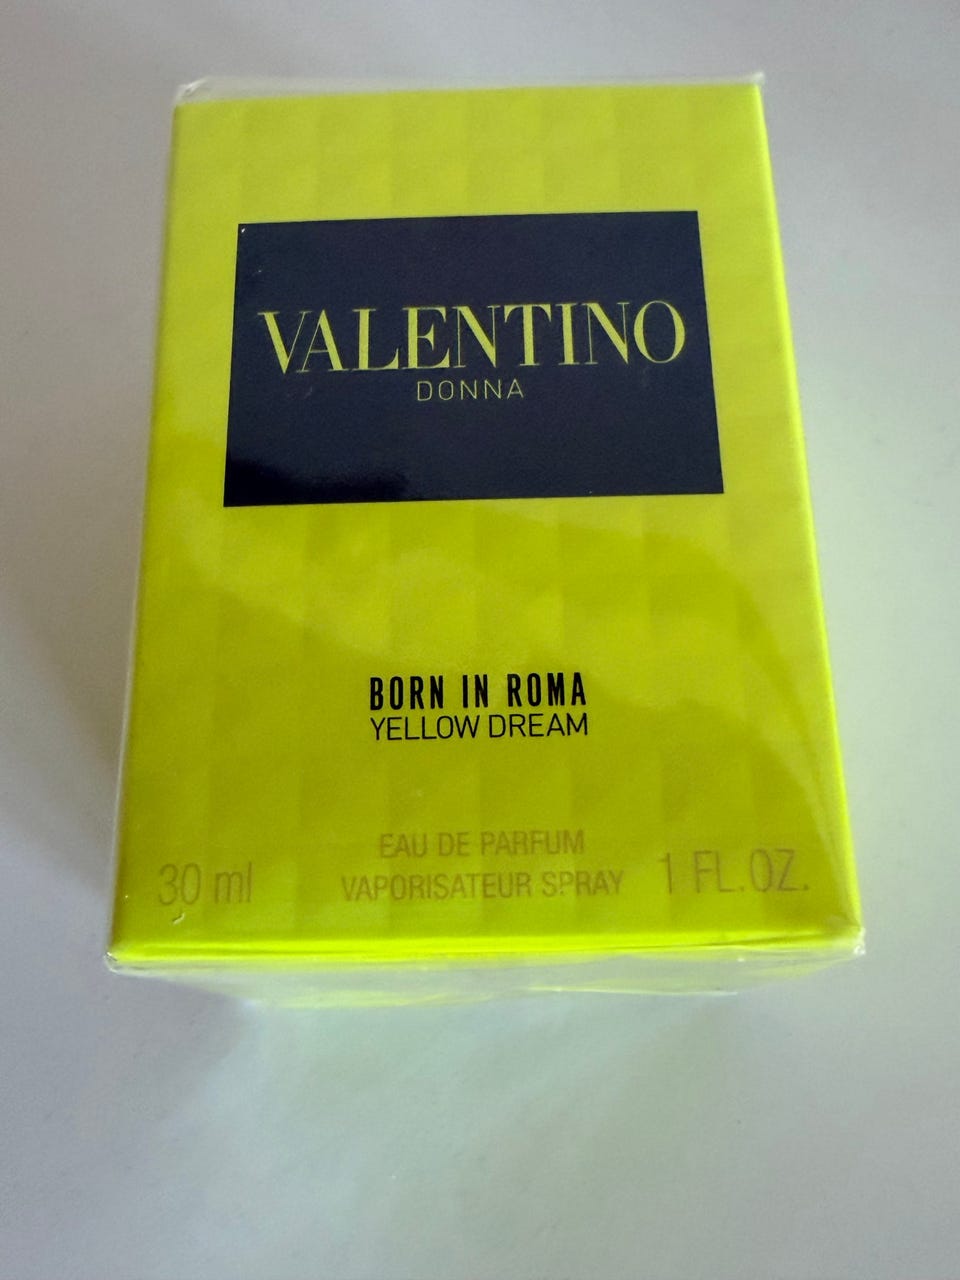 VALENTINO
DONNA
BORN IN ROMA
YELLOW DREAM
EAU DE PARFUM
30 ml VAPORISATEUR SPRAY 1 FL.OZ.